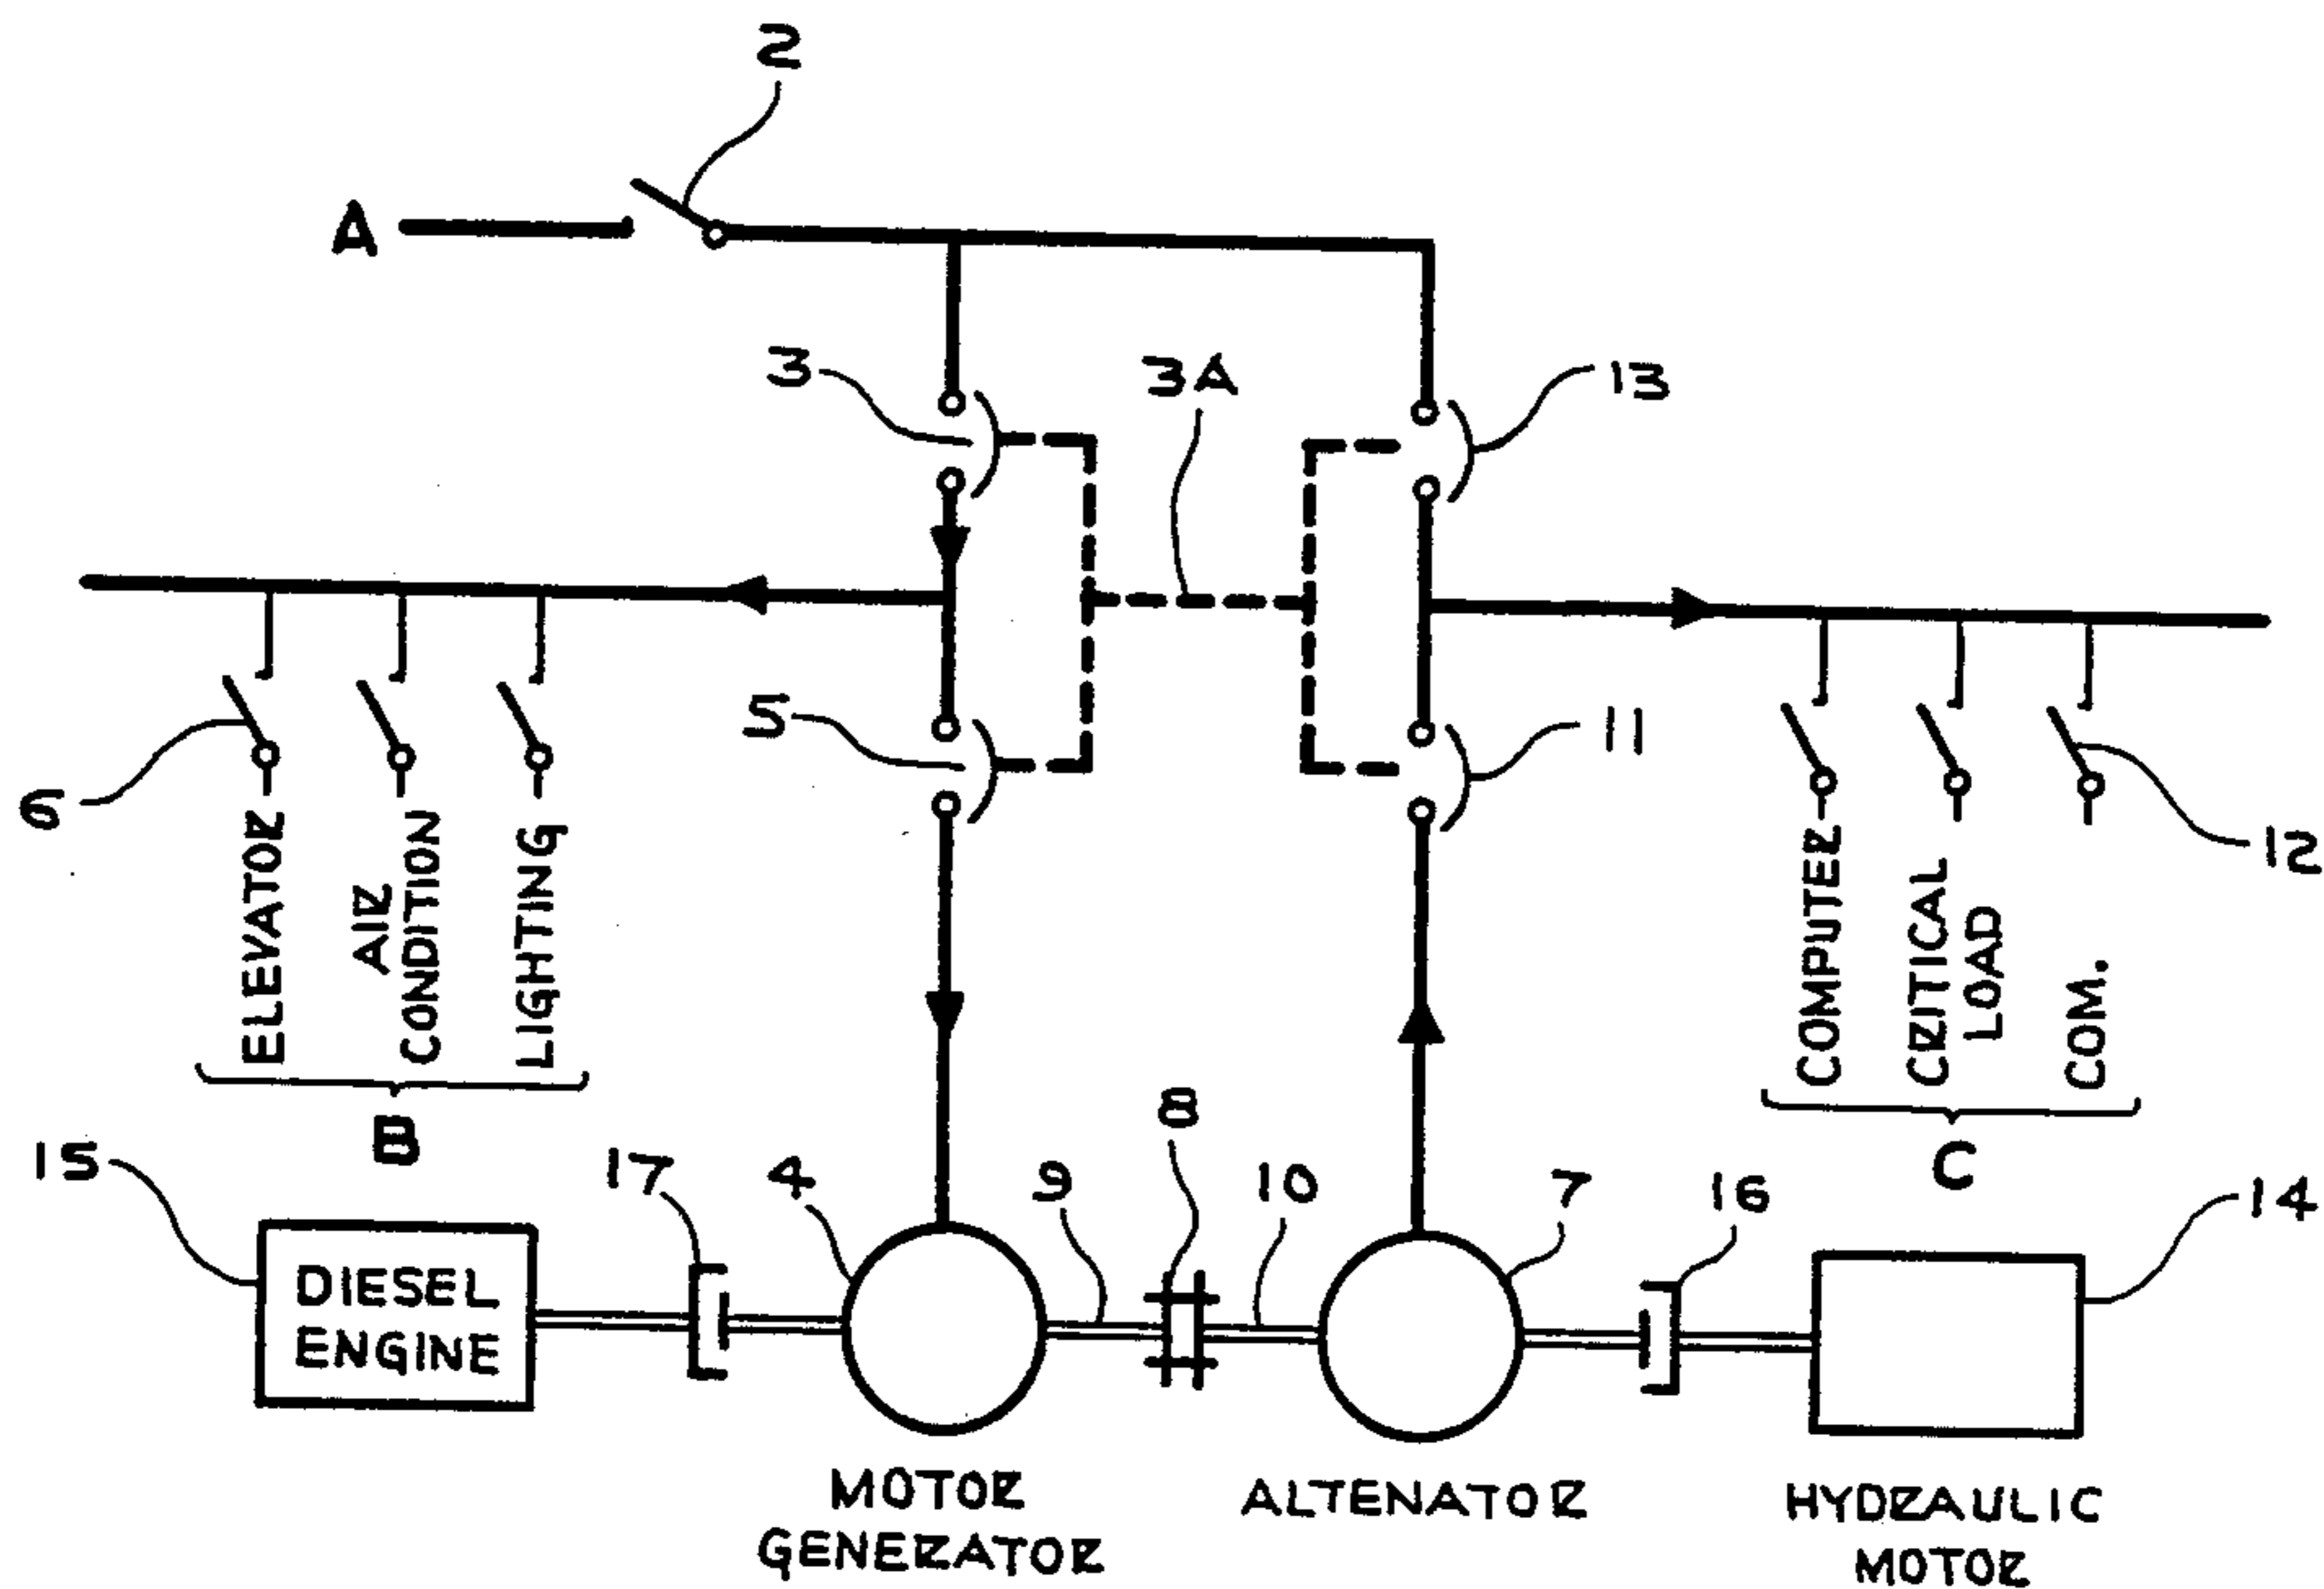 2
A
3
3A
13
5
11
6
12
ELEVATOR
AIR
CONDITION
LIGHTING
B
COMPUTER
CRITICAL
LOAD
COM.
C
15
17
4
9
8
10
7
16
14
DIESEL
ENGINE
MOTOR
GENERATOR
ALTENATOR
HYDRAULIC
MOTOR